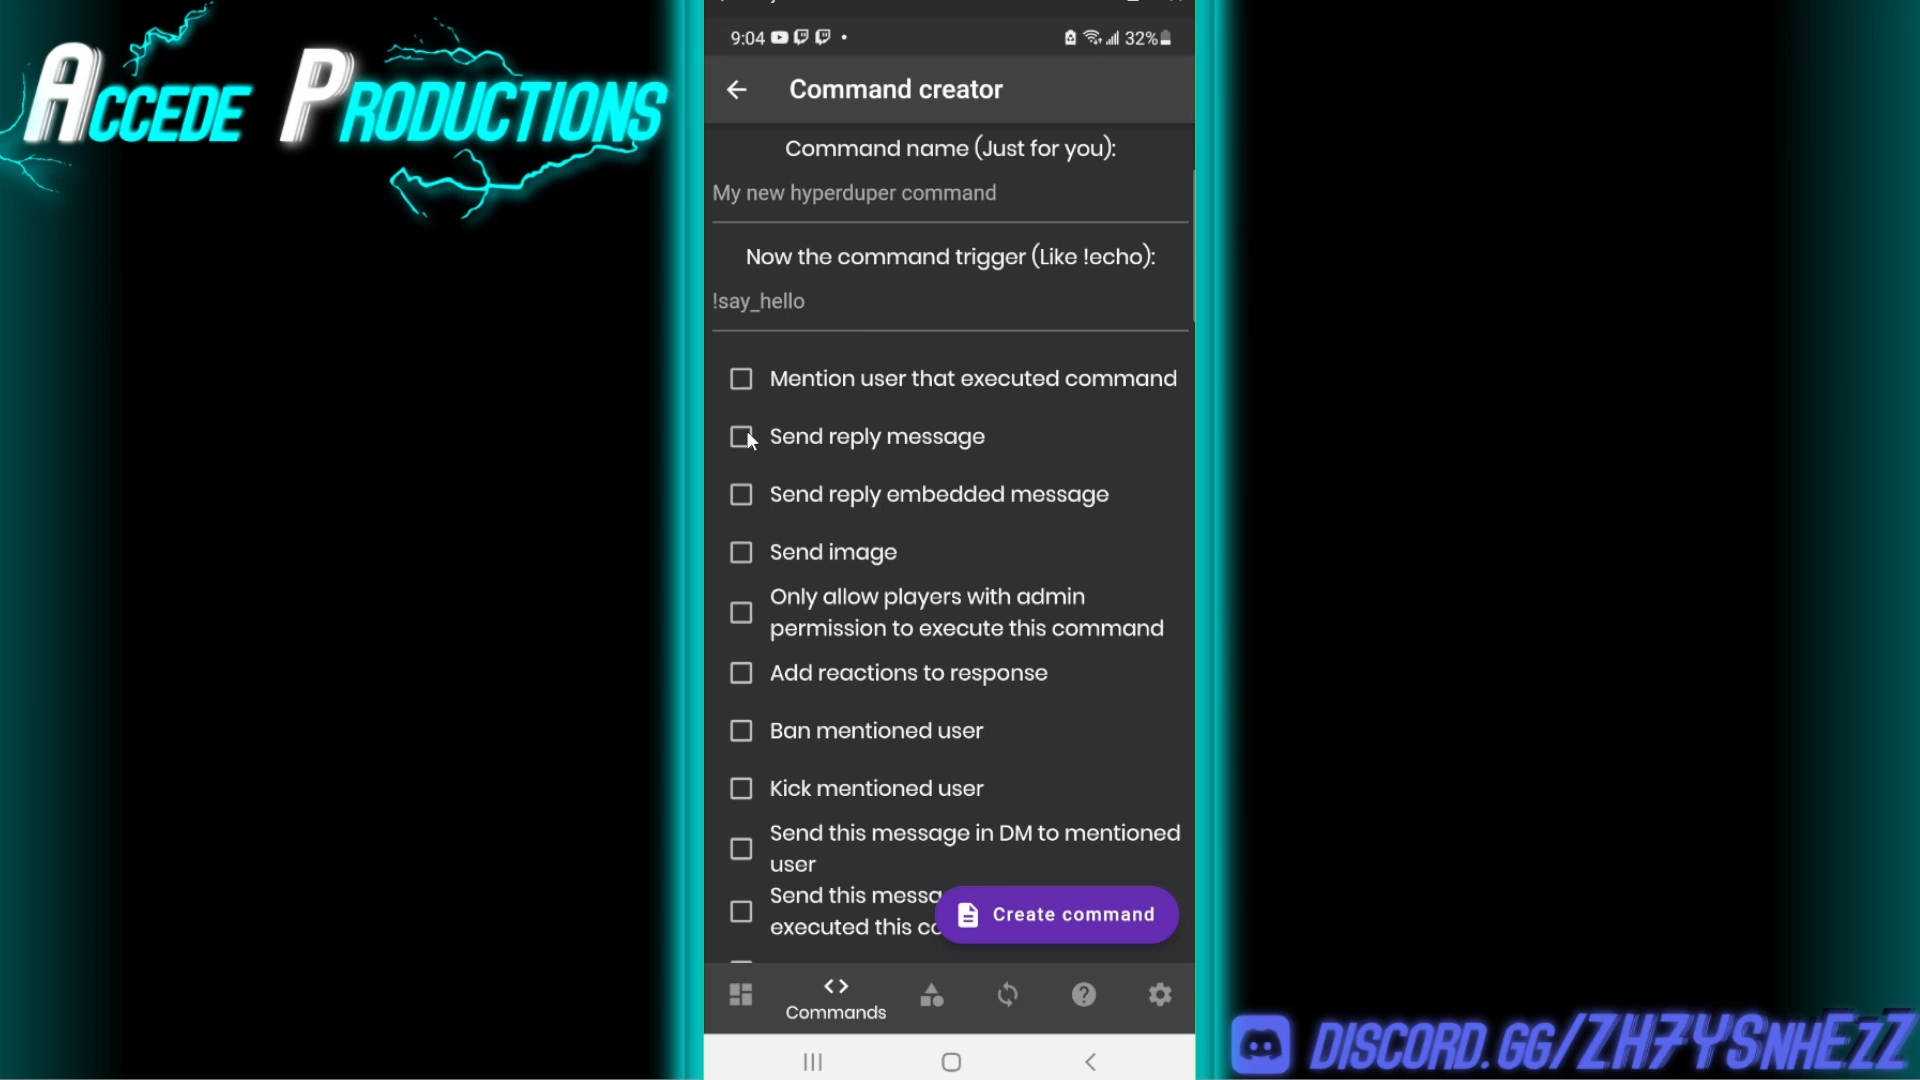 ACCEDE PRODUCTIONS
9:04
32%
Command creator
Command name (Just for you):
My new hyperduper command
Now the command trigger (Like !echo):
!say_hello
Mention user that executed command
Send reply message
Send reply embedded message
Send image
Only allow players with admin
permission to execute this command
Add reactions to response
Ban mentioned user
Kick mentioned user
Send this message in DM to mentioned
user
Send this messa
executed this co
Create command
Commands
DISCORD.GG/ZH7YSNHEZZ